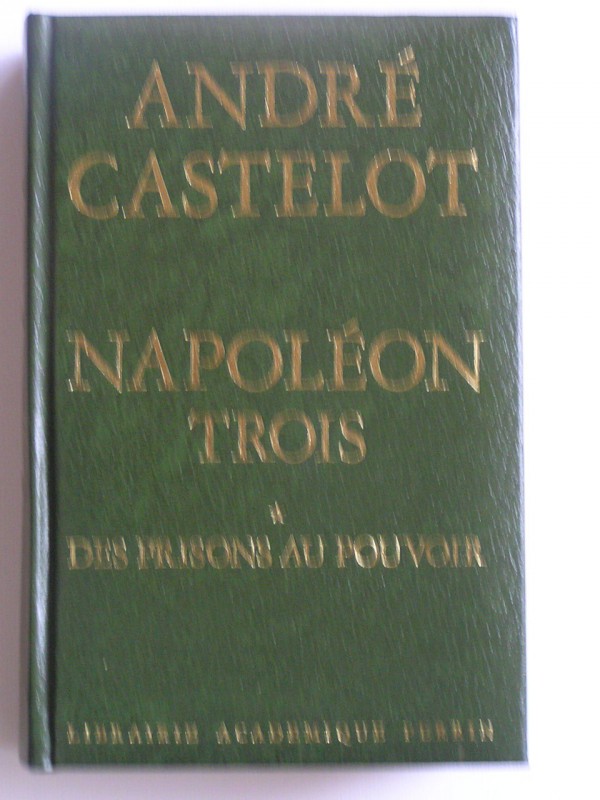 ANDRÉ
CASTELOT
NAPOLÉON
TROIS
*
DES PRISONS AU POUVOIR
LIBRAIRIE ACADÉMIQUE PERRIN